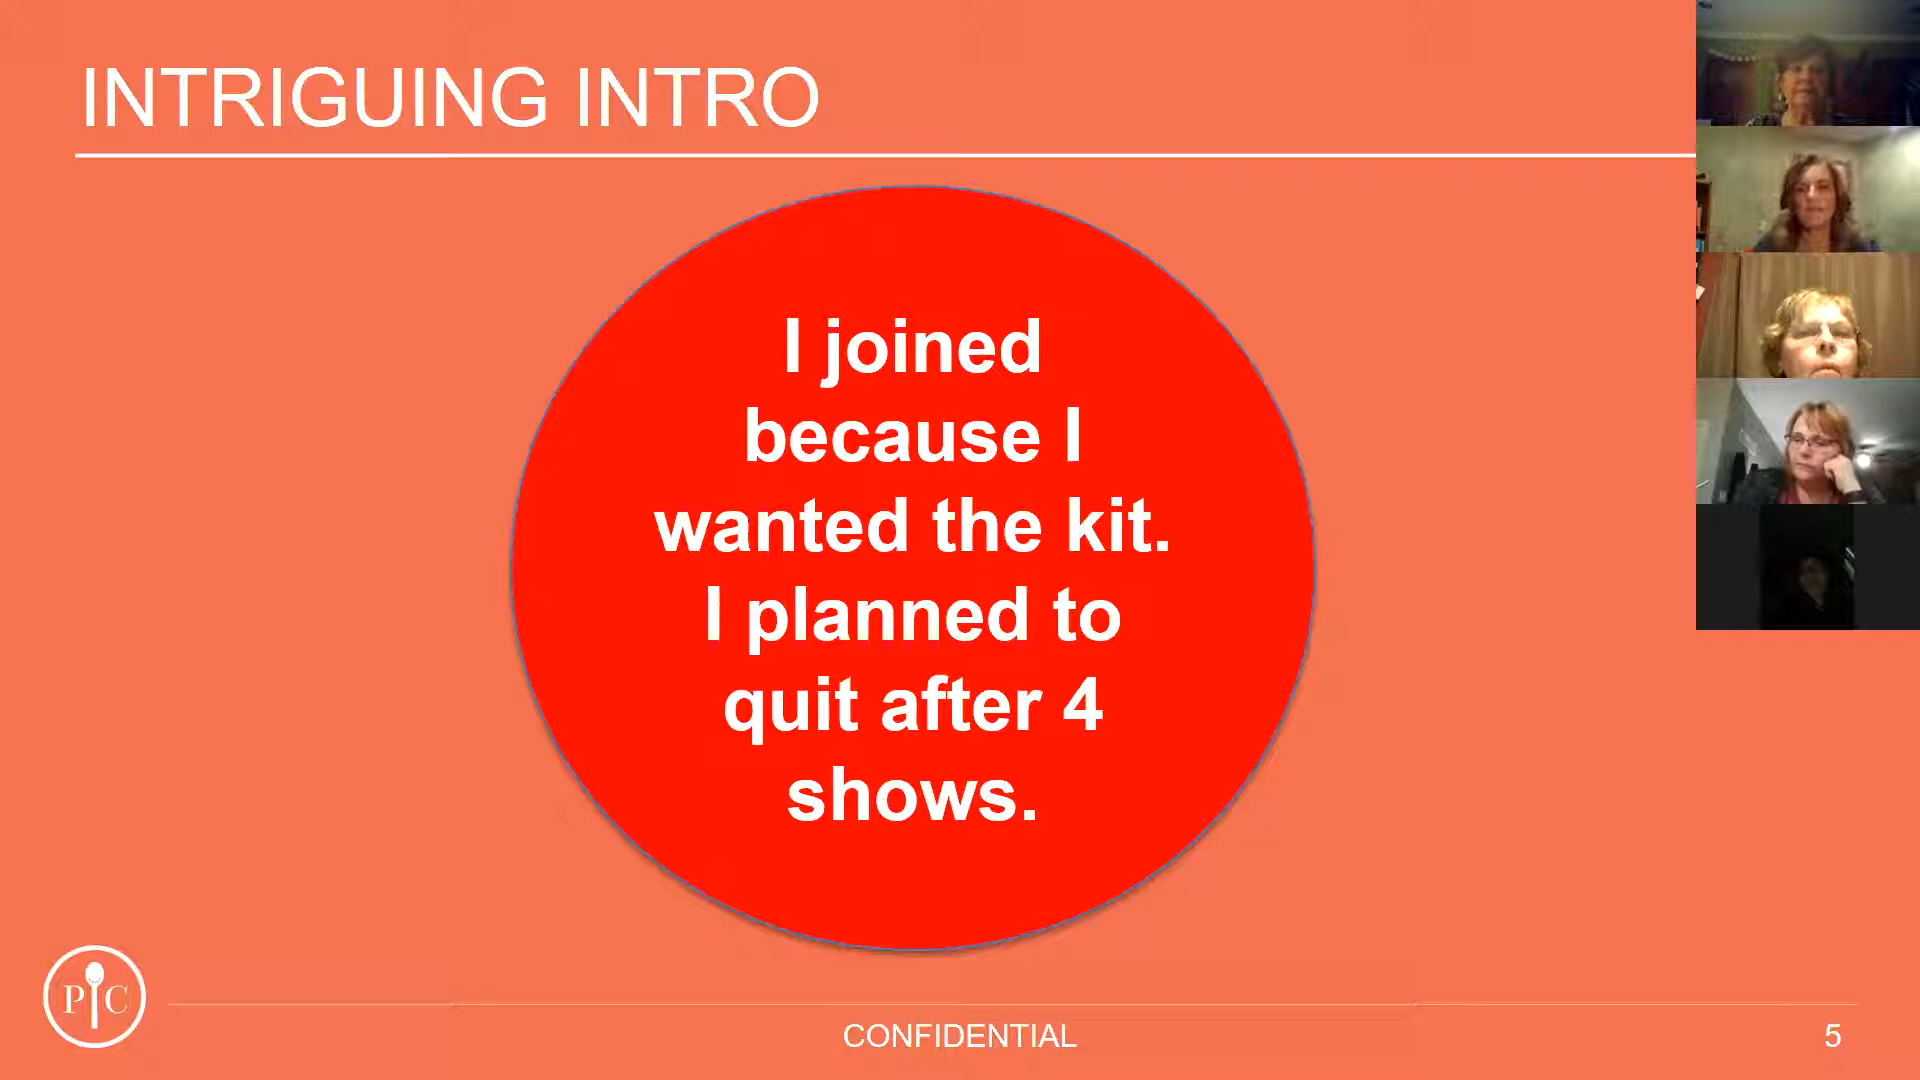 INTRIGUING INTRO
I joined
because I
wanted the kit.
I planned to
quit after 4
shows.
P C
CONFIDENTIAL
5